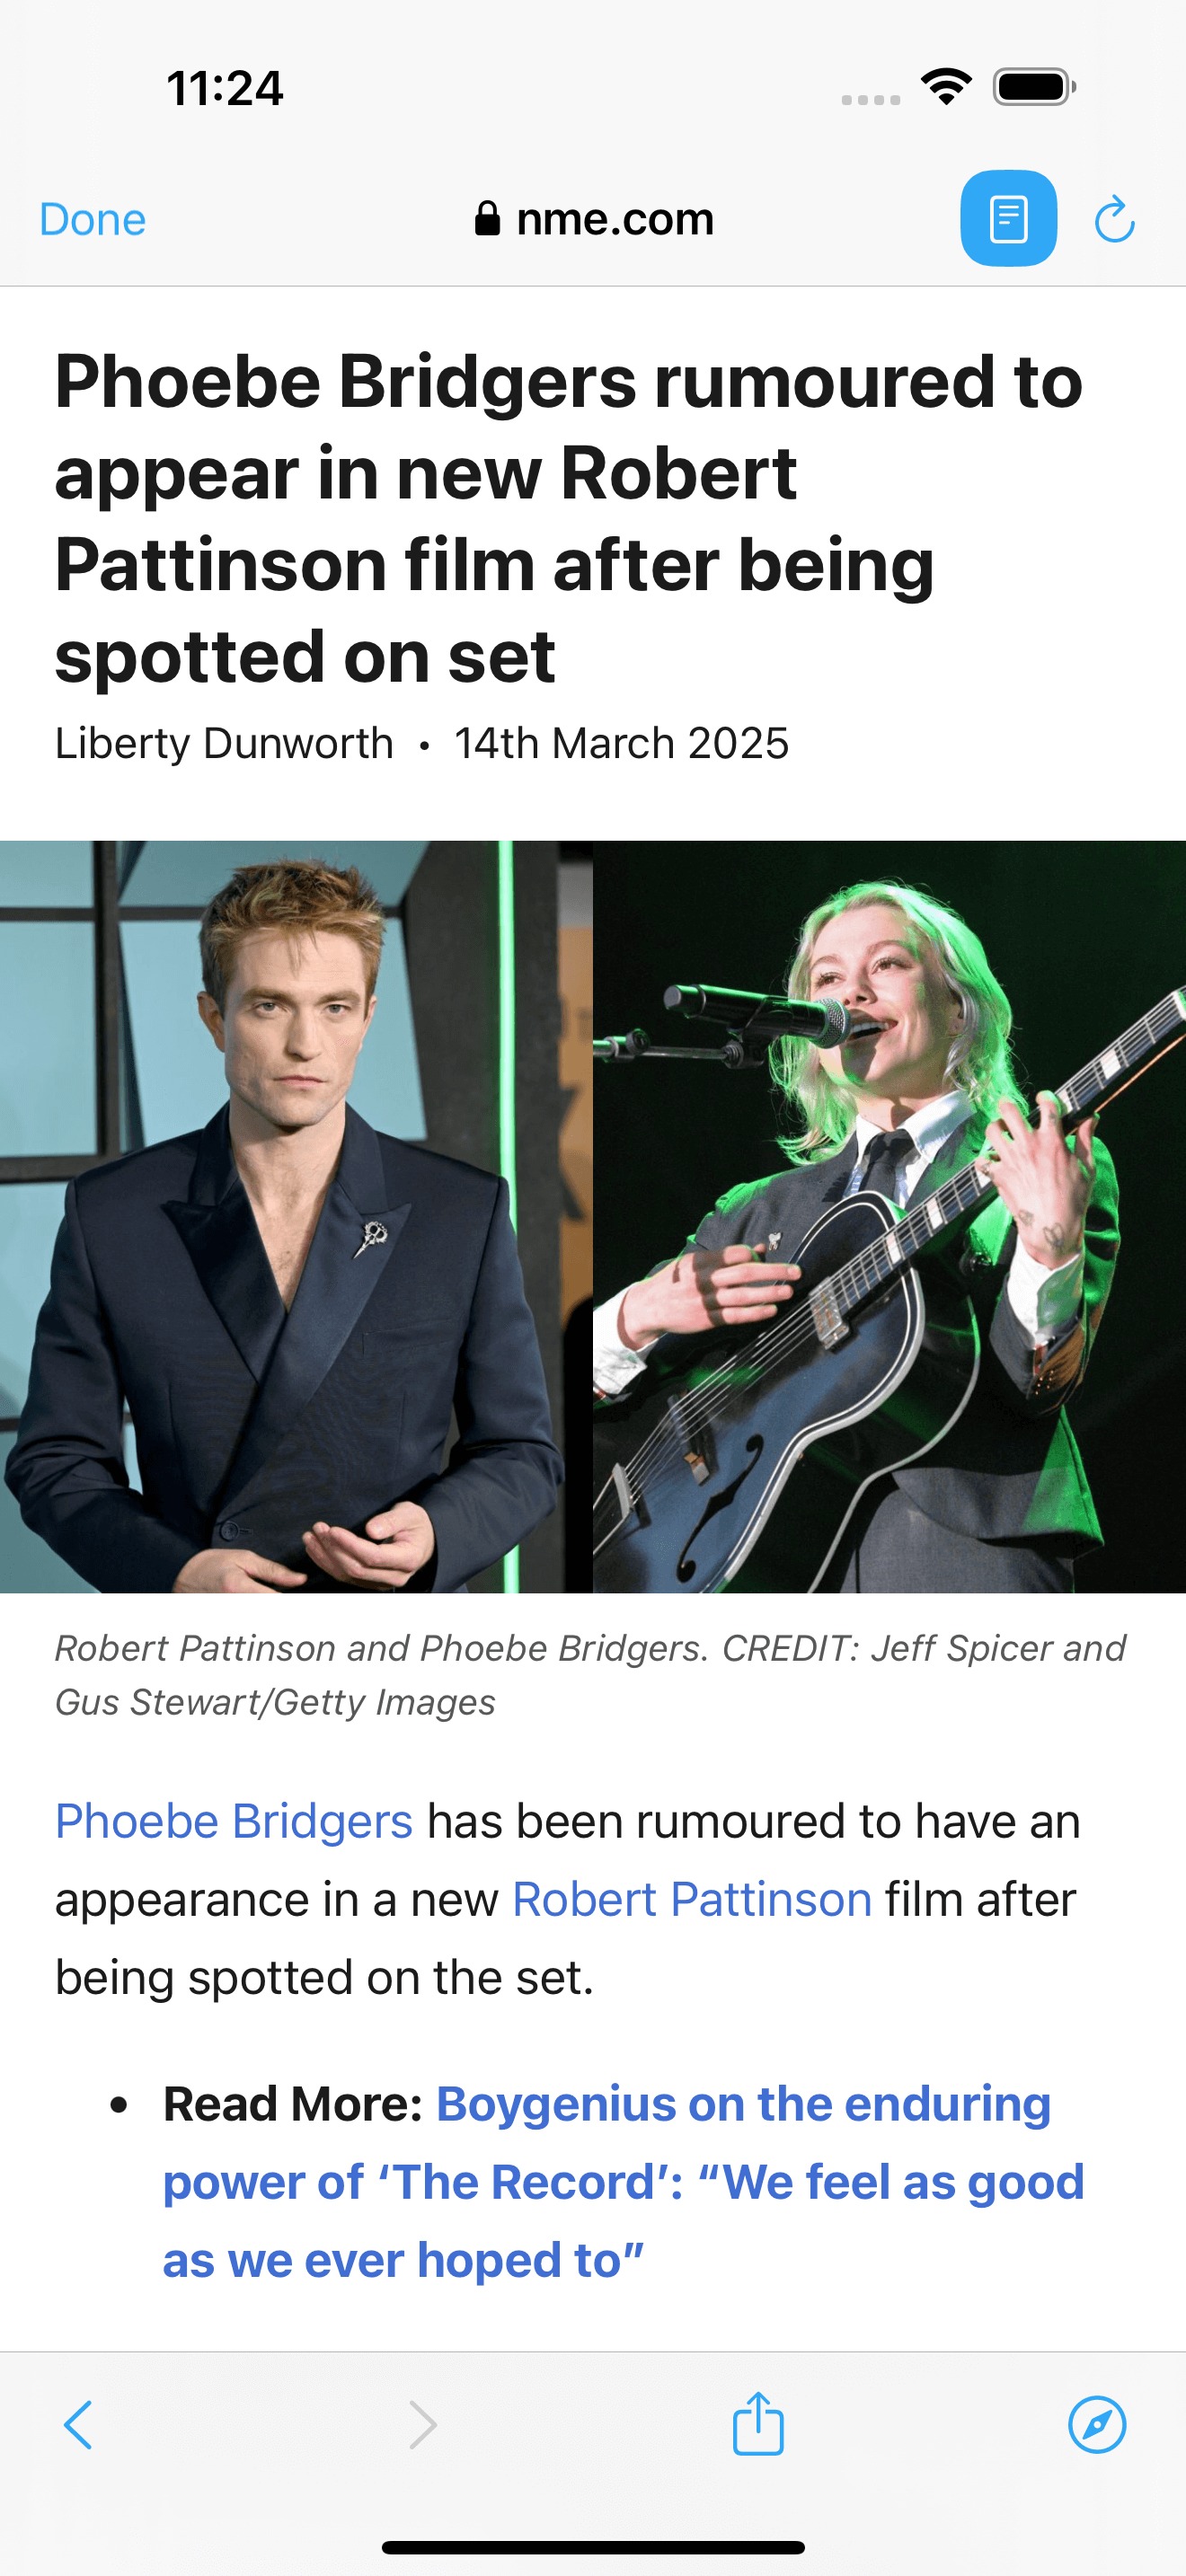 11:24
Done
nme.com
Phoebe Bridgers rumoured to
appear in new Robert
Pattinson film after being
spotted on set
Liberty Dunworth • 14th March 2025
Robert Pattinson and Phoebe Bridgers. CREDIT: Jeff Spicer and
Gus Stewart/Getty Images
Phoebe Bridgers has been rumoured to have an
appearance in a new Robert Pattinson film after
being spotted on the set.
• Read More: Boygenius on the enduring
power of ‘The Record’: “We feel as good
as we ever hoped to”